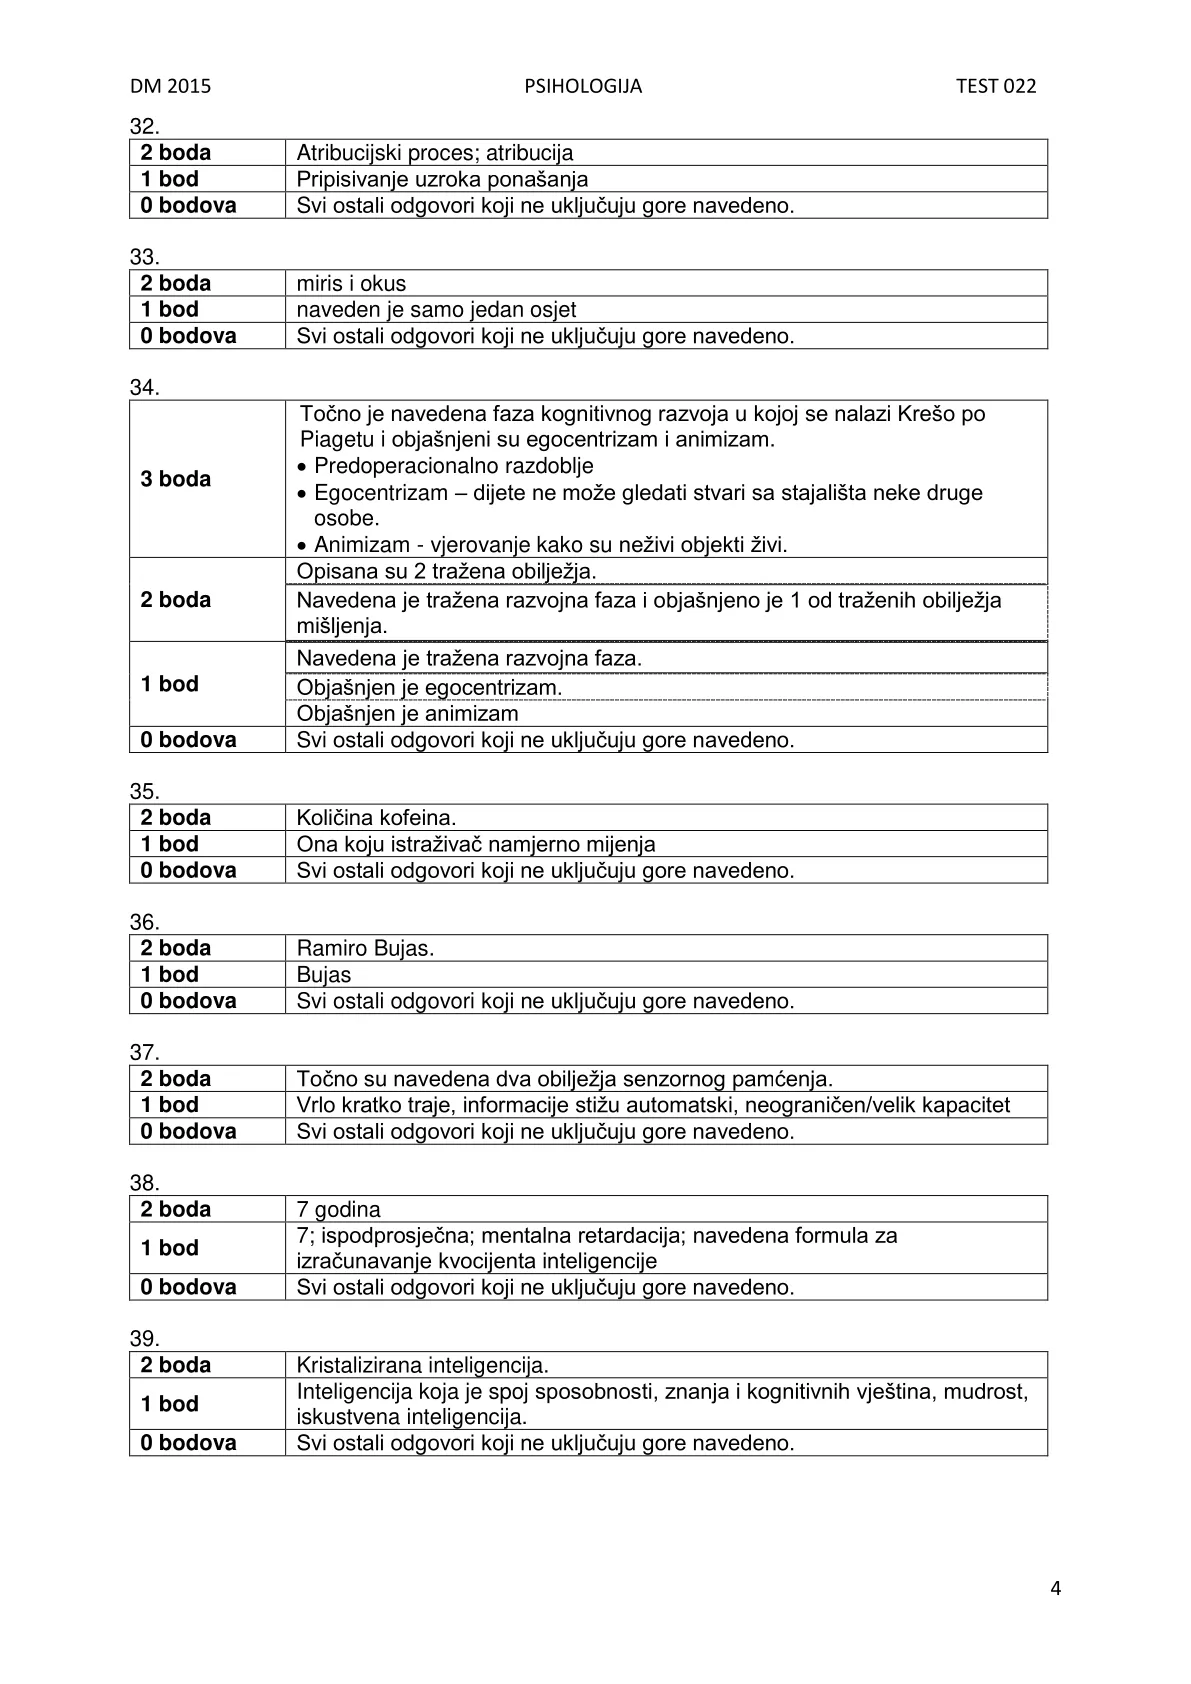 DM 2015 PSIHOLOGIJA TEST 022
32.
2 boda Atribucijski proces; atribucija
1 bod Pripisivanje uzroka ponašanja
0 bodova Svi ostali odgovori koji ne uključuju gore navedeno.
33.
2 boda miris i okus
1 bod naveden je samo jedan osjet
0 bodova Svi ostali odgovori koji ne uključuju gore navedeno.
34.
3 boda
Točno je navedena faza kognitivnog razvoja u kojoj se nalazi Krešo po
Piagetu i objašnjeni su egocentrizam i animizam.
• Predoperacionalno razdoblje
• Egocentrizam – dijete ne može gledati stvari sa stajališta neke druge
osobe.
• Animizam - vjerovanje kako su neživi objekti živi.
2 boda
Opisana su 2 tražena obilježja.
Navedena je tražena razvojna faza i objašnjeno je 1 od traženih obilježja
mišljenja.
1 bod
Navedena je tražena razvojna faza.
Objašnjen je egocentrizam.
Objašnjen je animizam
0 bodova Svi ostali odgovori koji ne uključuju gore navedeno.
35.
2 boda Količina kofeina.
1 bod Ona koju istraživač namjerno mijenja
0 bodova Svi ostali odgovori koji ne uključuju gore navedeno.
36.
2 boda Ramiro Bujas.
1 bod Bujas
0 bodova Svi ostali odgovori koji ne uključuju gore navedeno.
37.
2 boda Točno su navedena dva obilježja senzornog pamćenja.
1 bod Vrlo kratko traje, informacije stižu automatski, neograničen/velik kapacitet
0 bodova Svi ostali odgovori koji ne uključuju gore navedeno.
38.
2 boda 7 godina
1 bod
7; ispodprosječna; mentalna retardacija; navedena formula za
izračunavanje kvocijenta inteligencije
0 bodova Svi ostali odgovori koji ne uključuju gore navedeno.
39.
2 boda Kristalizirana inteligencija.
1 bod
Inteligencija koja je spoj sposobnosti, znanja i kognitivnih vještina, mudrost,
iskustvena inteligencija.
0 bodova Svi ostali odgovori koji ne uključuju gore navedeno.
4